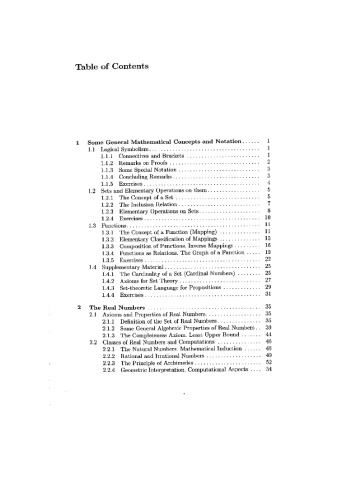 Table of Contents
1 Some General Mathematical Concepts and Notation...... 1
1.1 Logical Symbolism.................................... 1
1.1.1 Connectives and Brackets ......................... 1
1.1.2 Remarks on Proofs ............................... 2
1.1.3 Some Special Notation ............................ 3
1.1.4 Concluding Remarks.............................. 3
1.1.5 Exercises ........................................ 4
1.2 Sets and Elementary Operations on them.................. 5
1.2.1 The Concept of a Set ............................. 5
1.2.2 The Inclusion Relation ............................ 7
1.2.3 Elementary Operations on Sets..................... 8
1.2.4 Exercises ........................................ 10
1.3 Functions............................................ 11
1.3.1 The Concept of a Function (Mapping) .............. 11
1.3.2 Elementary Classification of Mappings .............. 15
1.3.3 Composition of Functions. Inverse Mappings ......... 16
1.3.4 Functions as Relations. The Graph of a Function ..... 19
1.3.5 Exercises ........................................ 22
1.4 Supplementary Material ................................ 25
1.4.1 The Cardinality of a Set (Cardinal Numbers) ........ 25
1.4.2 Axioms for Set Theory ............................ 27
1.4.3 Set-theoretic Language for Propositions ............. 29
1.4.4 Exercises ........................................ 31
2 The Real Numbers ..................................... 35
2.1 Axioms and Properties of Real Numbers.................. 35
2.1.1 Definition of the Set of Real Numbers............... 35
2.1.2 Some General Algebraic Properties of Real Numbers .. 39
2.1.3 The Completeness Axiom. Least Upper Bound ....... 44
2.2 Classes of Real Numbers and Computations ............... 46
2.2.1 The Natural Numbers. Mathematical Induction ...... 46
2.2.2 Rational and Irrational Numbers ................... 49
2.2.3 The Principle of Archimedes....................... 52
2.2.4 Geometric Interpretation. Computational Aspects .... 54